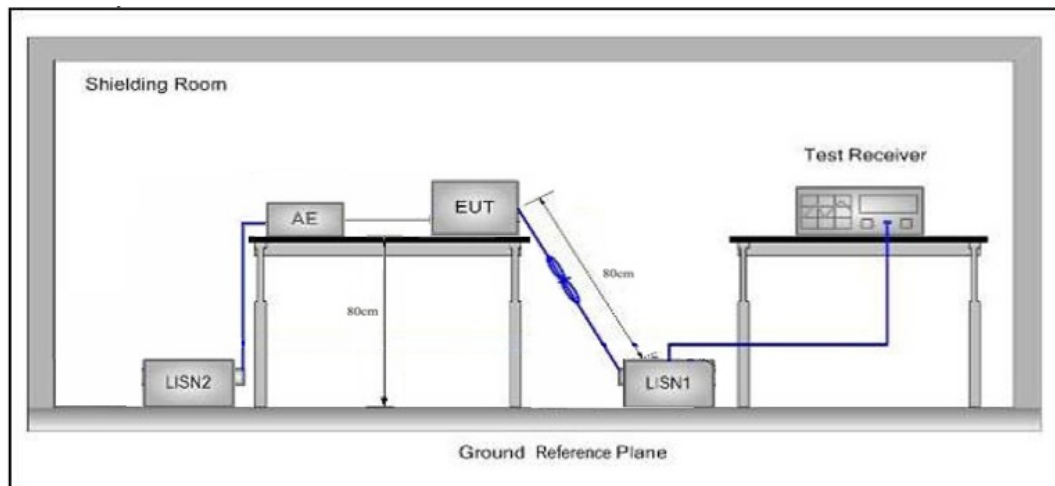 Shielding Room
Test Receiver
AE
EUT
80cm
80cm
LISN2
LISN1
Ground Reference Plane